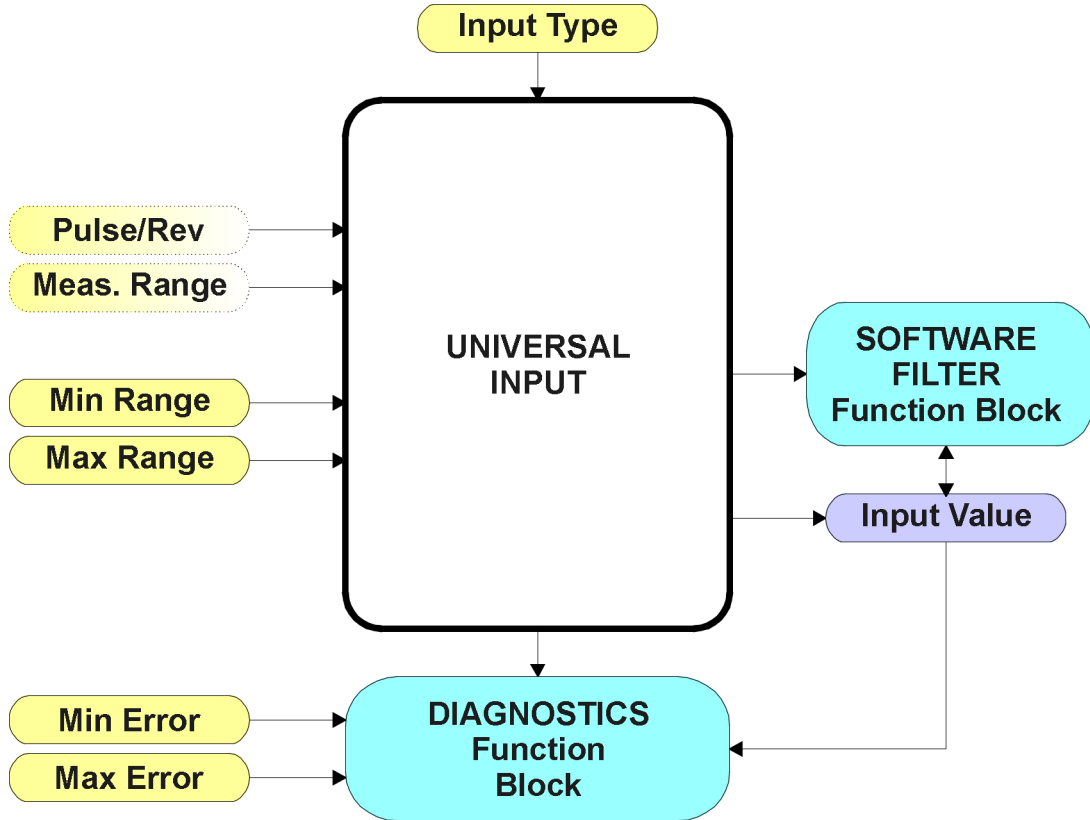 Input Type
Pulse/Rev
Meas. Range
Min Range
Max Range
UNIVERSAL
INPUT
SOFTWARE
FILTER
Function Block
Input Value
Min Error
Max Error
DIAGNOSTICS
Function
Block